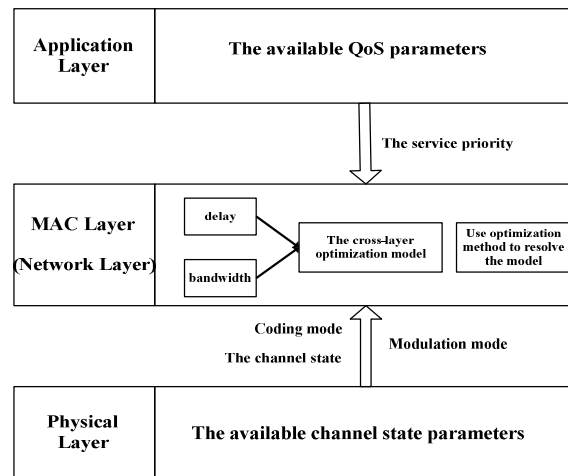 Application
Layer
The available QoS parameters
The service priority
MAC Layer
(Network Layer)
delay
bandwidth
The cross-layer
optimization model
Use optimization
method to resolve
the model
Coding mode
The channel state
Modulation mode
Physical
Layer
The available channel state parameters